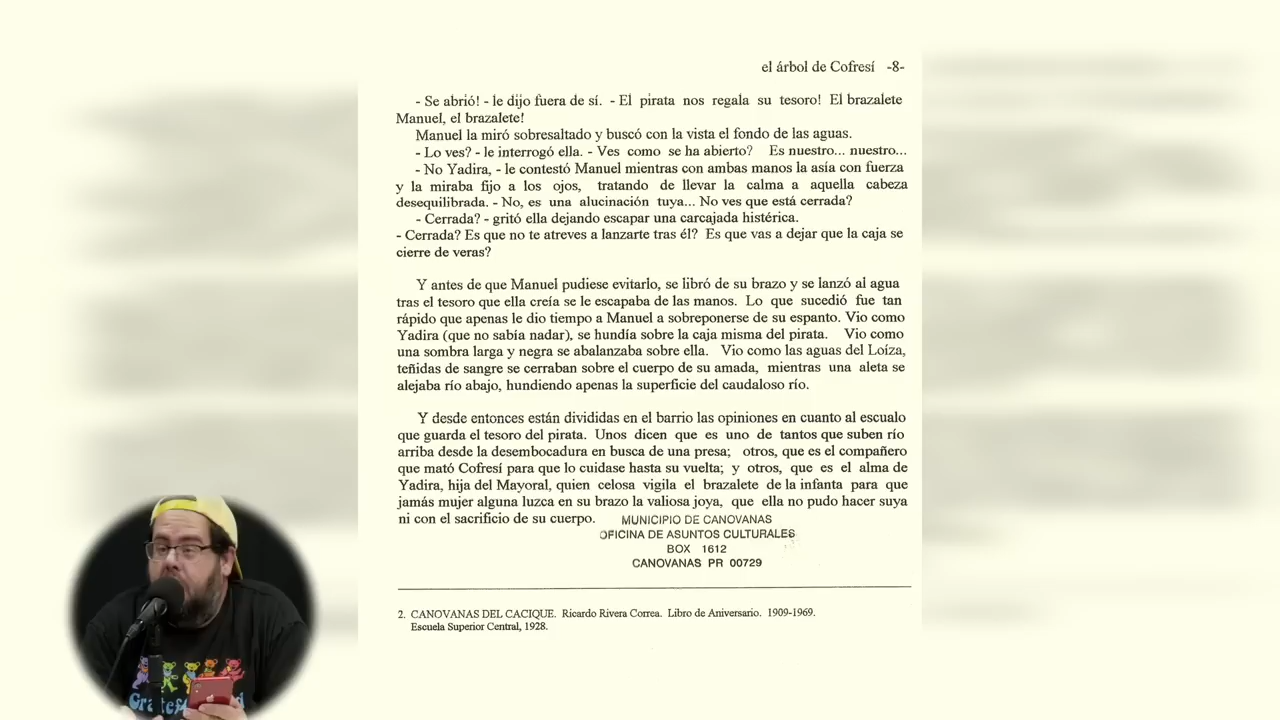 el árbol de Cofresí -8-
- Se abrió! - le dijo fuera de sí. - El pirata nos regala su tesoro! El brazalete
Manuel, el brazalete!
Manuel la miró sobresaltado y buscó con la vista el fondo de las aguas.
- Lo ves? - le interrogó ella. - Ves como se ha abierto? Es nuestro... nuestro...
- No Yadira, - le contestó Manuel mientras con ambas manos la asía con fuerza
y la miraba fijo a los ojos, tratando de llevar la calma a aquella cabeza
desequilibrada. - No, es una alucinación tuya... No ves que está cerrada?
- Cerrada? - gritó ella dejando escapar una carcajada histérica.
- Cerrada? Es que no te atreves a lanzarte tras él? Es que vas a dejar que la caja se
cierre de veras?
Y antes de que Manuel pudiese evitarlo, se libró de su brazo y se lanzó al agua
tras el tesoro que ella creía se le escapaba de las manos. Lo que sucedió fue tan
rápido que apenas le dio tiempo a Manuel a sobreponerse de su espanto. Vio como
Yadira (que no sabía nadar), se hundía sobre la caja misma del pirata. Vio como
una sombra larga y negra se abalanzaba sobre ella. Vio como las aguas del Loíza,
teñidas de sangre se cerraban sobre el cuerpo de su amada, mientras una aleta se
alejaba río abajo, hundiendo apenas la superficie del caudaloso río.
Y desde entonces están divididas en el barrio las opiniones en cuanto al escualo
que guarda el tesoro del pirata. Unos dicen que es uno de tantos que suben río
arriba desde la desembocadura en busca de una presa; otros, que es el compañero
que mató Cofresí para que lo cuidase hasta su vuelta; y otros, que es el alma de
Yadira, hija del Mayoral, quien celosa vigila el brazalete de la infanta para que
jamás mujer alguna luzca en su brazo la valiosa joya, que ella no pudo hacer suya
ni con el sacrificio de su cuerpo.
MUNICIPIO DE CANOVANAS
OFICINA DE ASUNTOS CULTURALES
BOX 1612
CANOVANAS PR 00729
2. CANOVANAS DEL CACIQUE. Ricardo Rivera Correa. Libro de Aniversario. 1909-1969.
Escuela Superior Central, 1928.